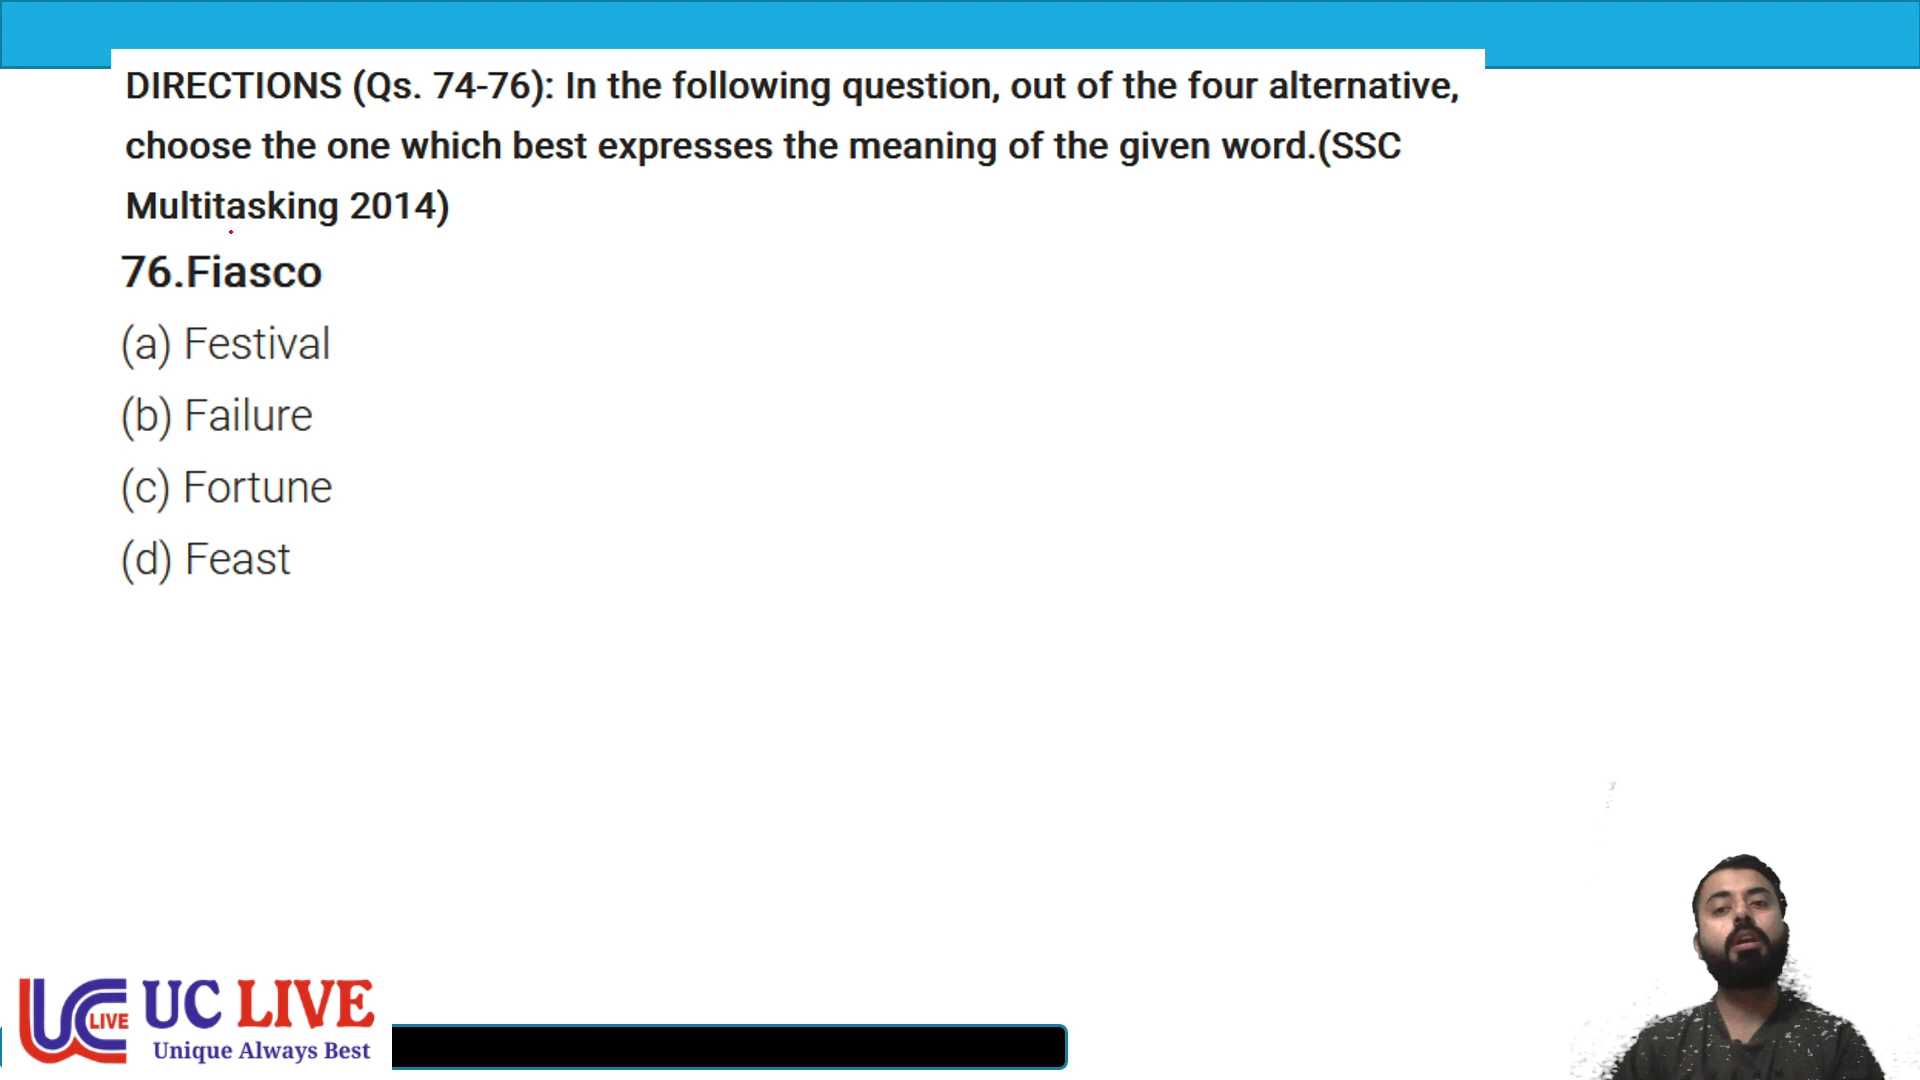 DIRECTIONS (Qs. 74-76): In the following question, out of the four alternative,
choose the one which best expresses the meaning of the given word.(SSC
Multitasking 2014)
76.Fiasco
(a) Festival
(b) Failure
(c) Fortune
(d) Feast
UC LIVE
LIVE
Unique Always Best